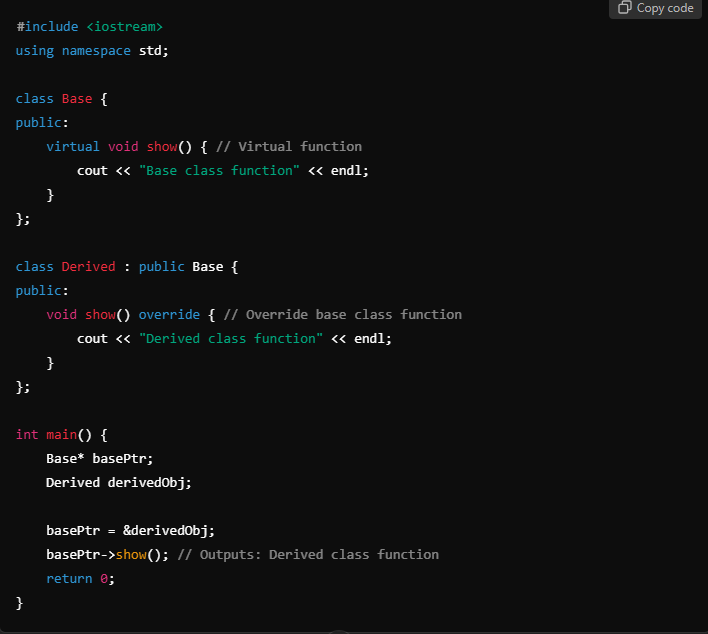 Copy code
#include <iostream>
using namespace std;

class Base {
public:
    virtual void show() { // Virtual function
        cout << "Base class function" << endl;
    }
};

class Derived : public Base {
public:
    void show() override { // Override base class function
        cout << "Derived class function" << endl;
    }
};

int main() {
    Base* basePtr;
    Derived derivedObj;

    basePtr = &derivedObj;
    basePtr->show(); // Outputs: Derived class function
    return 0;
}